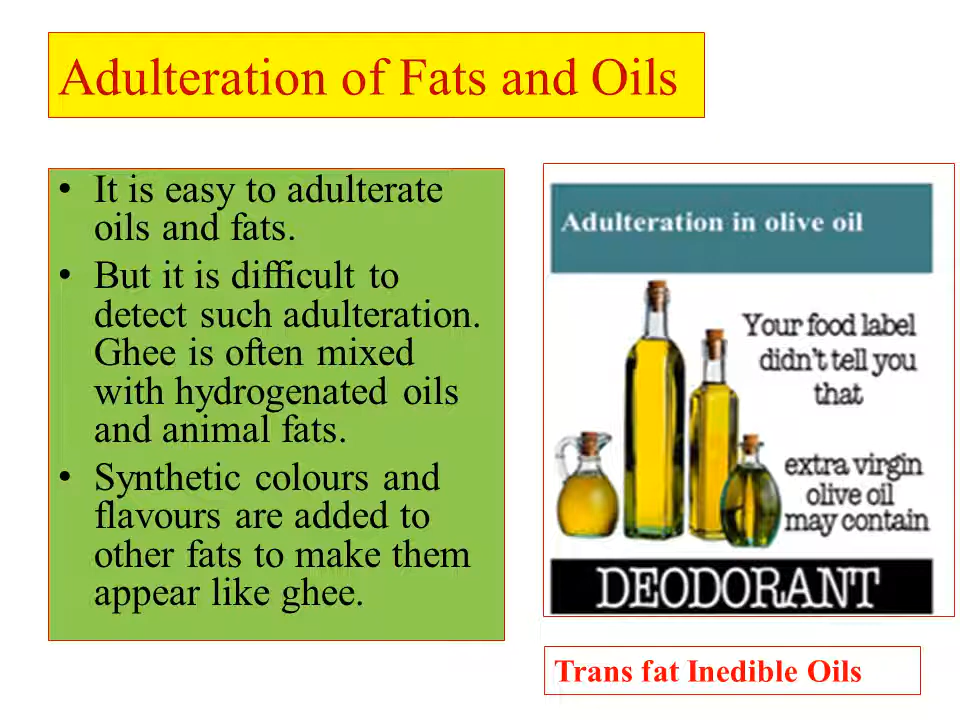 Adulteration of Fats and Oils
• It is easy to adulterate
oils and fats.
• But it is difficult to
detect such adulteration.
Ghee is often mixed
with hydrogenated oils
and animal fats.
• Synthetic colours and
flavours are added to
other fats to make them
appear like ghee.
Adulteration in olive oil
Your food label
didn't tell you
that
extra virgin
olive oil
may contain
DEODORANT
Trans fat Inedible Oils